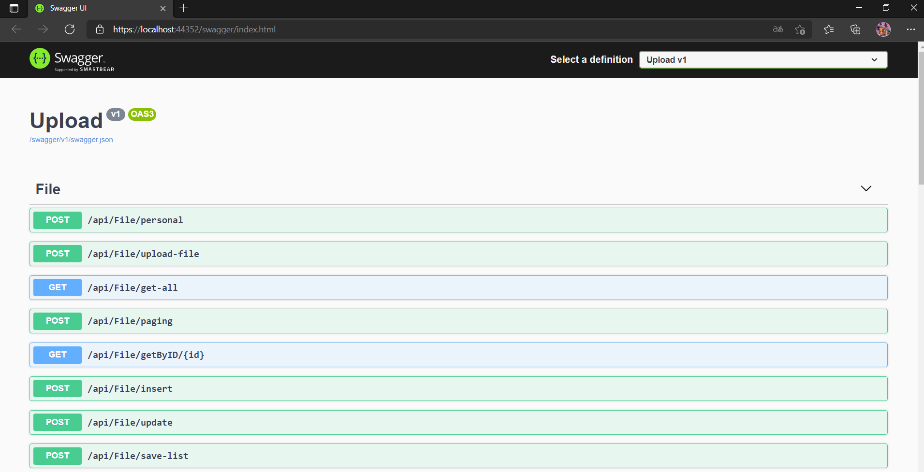 Swagger UI
https://localhost:44352/swagger/index.html
Swagger.
Supported by SMARTBEAR
Select a definition
Upload v1
Upload v1 OAS3
/swagger/v1/swagger.json
File
POST /api/File/personal
POST /api/File/upload-file
GET /api/File/get-all
POST /api/File/paging
GET /api/File/getByID/{id}
POST /api/File/insert
POST /api/File/update
POST /api/File/save-list